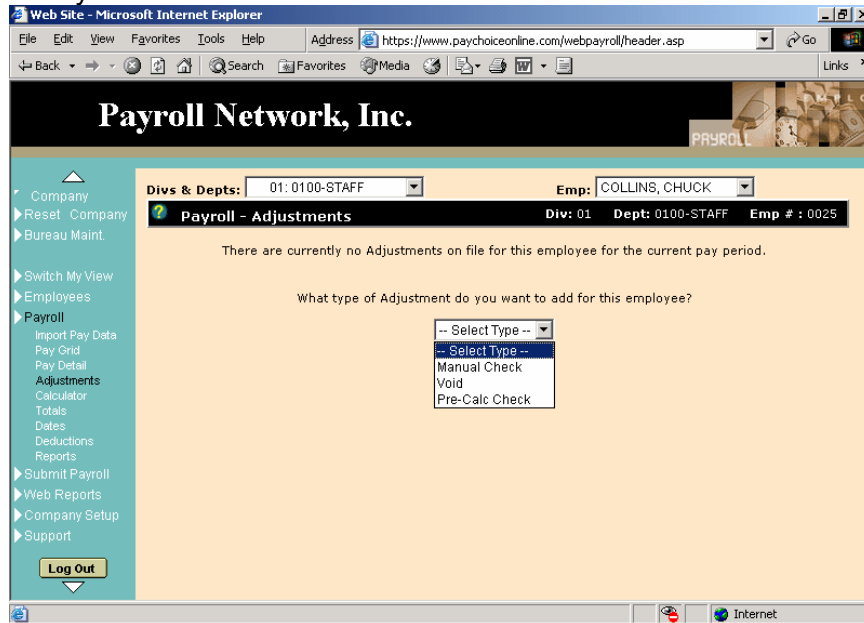 Web Site - Microsoft Internet Explorer
File Edit View Favorites Tools Help Address https://www.paychoiceonline.com/webpayroll/header.asp Go
Back Search Favorites Media Links
Payroll Network, Inc.
PAYROLL
Company
Reset Company
Bureau Maint.
Switch My View
Employees
Payroll
Import Pay Data
Pay Grid
Pay Detail
Adjustments
Calculator
Totals
Dates
Deductions
Reports
Submit Payroll
Web Reports
Company Setup
Support
Log Out
Divs & Depts: 01: 0100-STAFF Emp: COLLINS, CHUCK
? Payroll - Adjustments Div: 01 Dept: 0100-STAFF Emp # : 0025
There are currently no Adjustments on file for this employee for the current pay period.
What type of Adjustment do you want to add for this employee?
-- Select Type --
-- Select Type --
Manual Check
Void
Pre-Calc Check
Internet